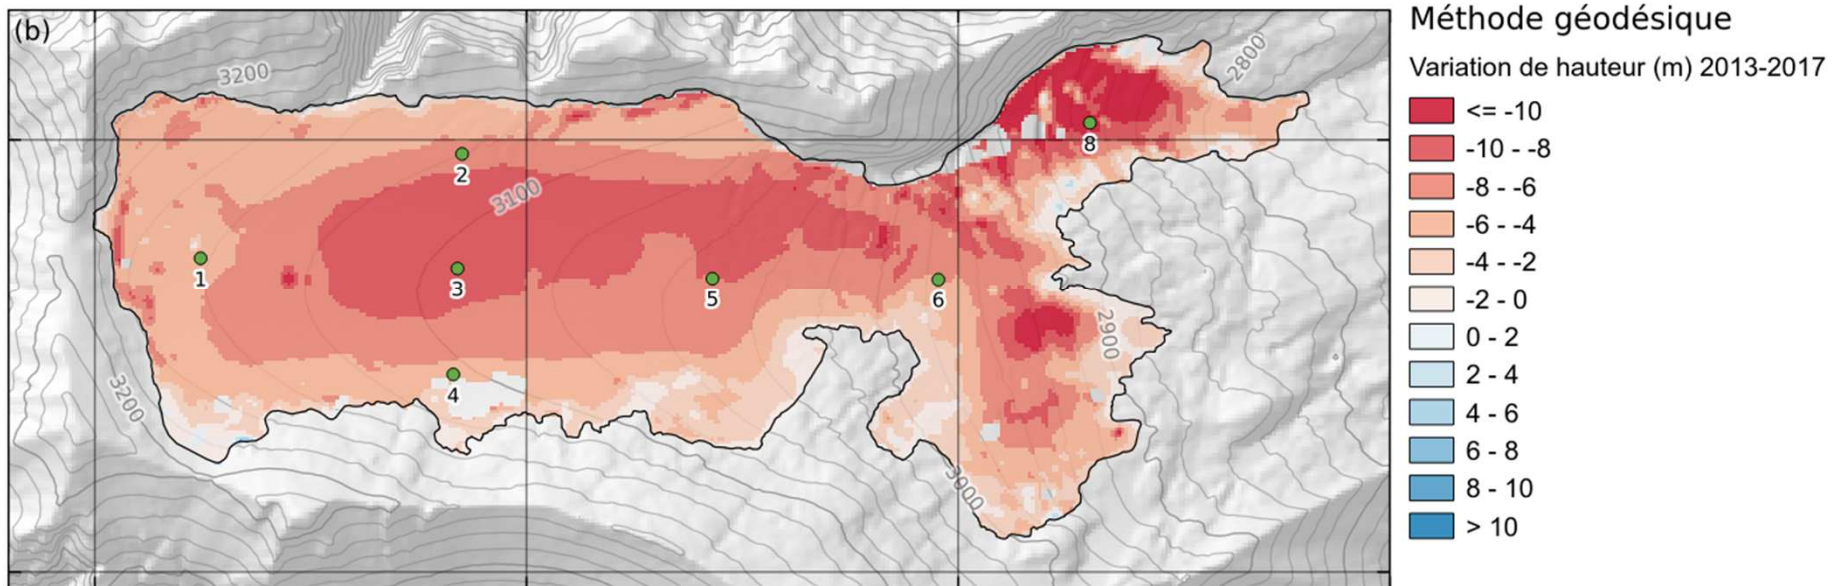 (b)
3200
2800
3100
3200
2900
3000
1
2
3
4
5
6
8
Méthode géodésique
Variation de hauteur (m) 2013-2017
<= -10
-10 - -8
-8 - -6
-6 - -4
-4 - -2
-2 - 0
0 - 2
2 - 4
4 - 6
6 - 8
8 - 10
> 10